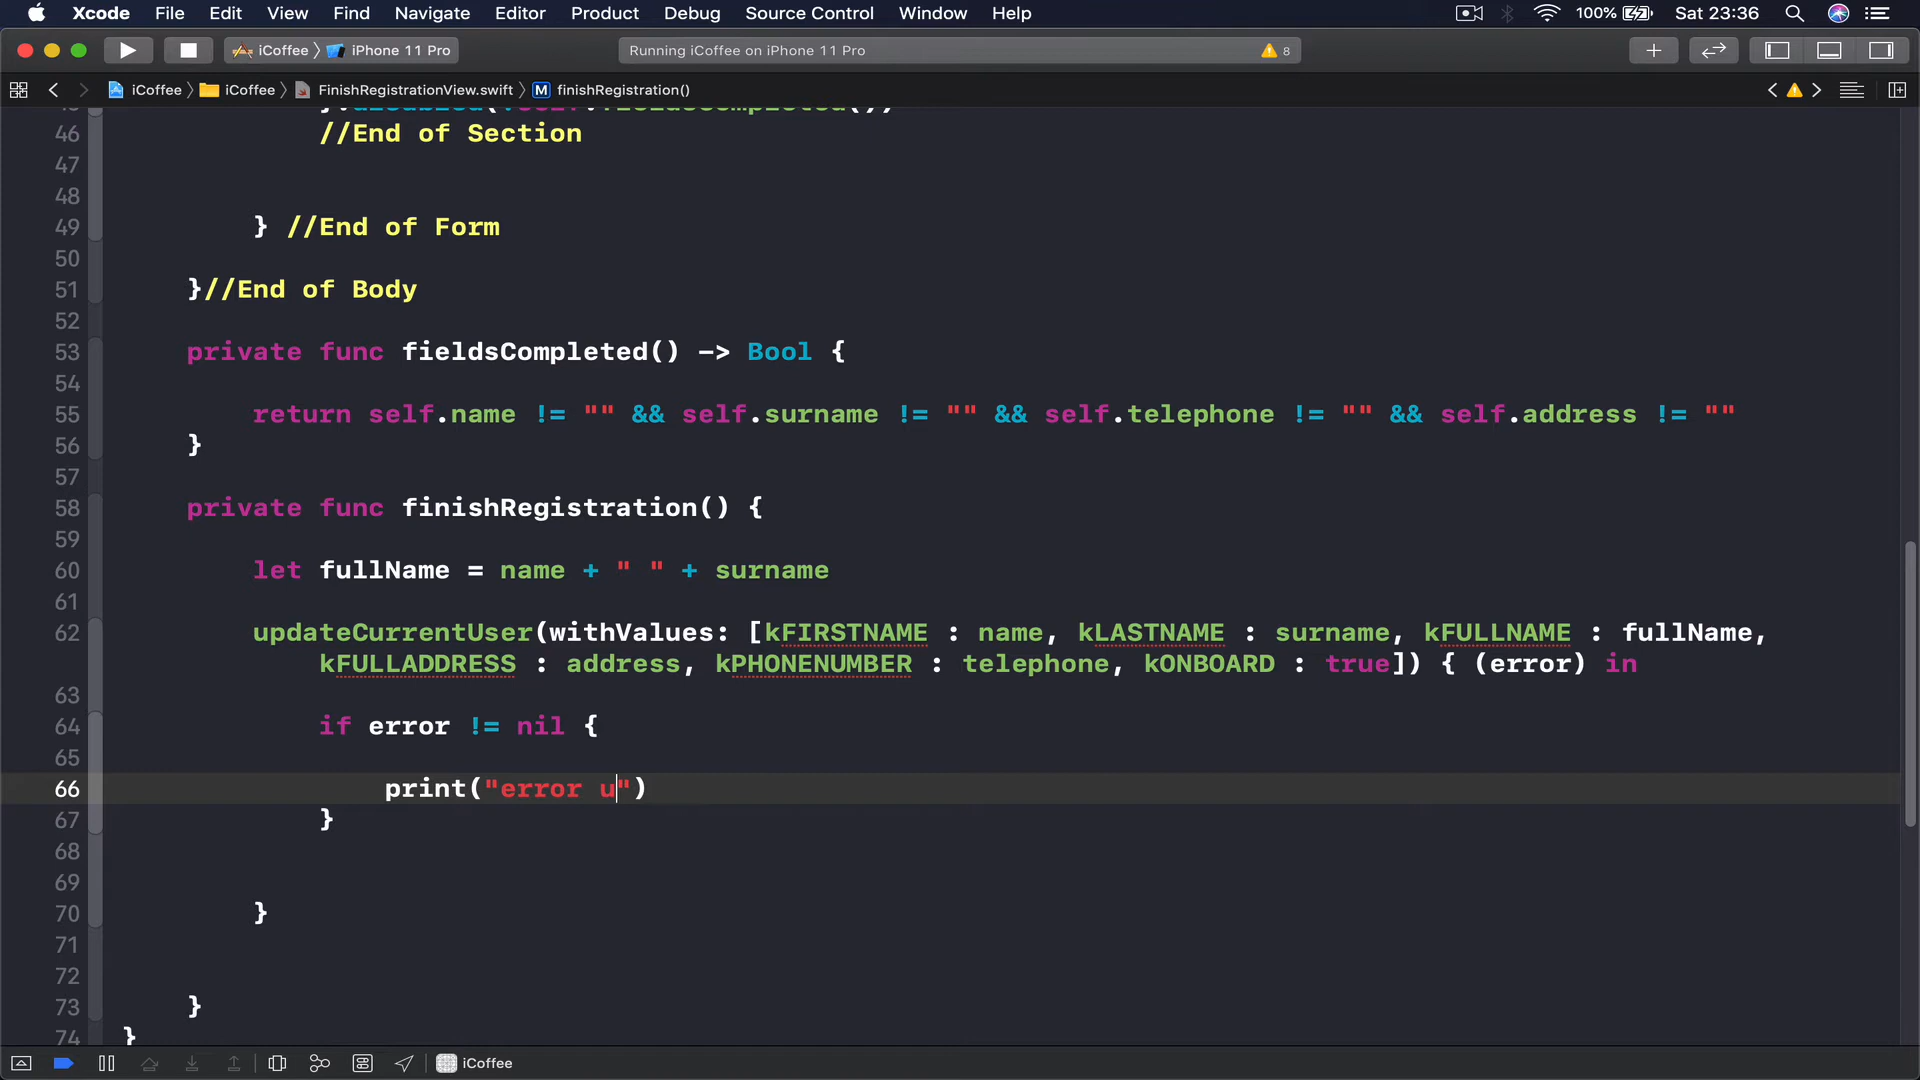 Xcode File Edit View Find Navigate Editor Product Debug Source Control Window Help 100% Sat 23:36
iCoffee iPhone 11 Pro Running iCoffee on iPhone 11 Pro 8
iCoffee iCoffee FinishRegistrationView.swift M finishRegistration()
46 //End of Section
47
48
49 } //End of Form
50
51 }//End of Body
52
53 private func fieldsCompleted() -> Bool {
54
55 return self.name != "" && self.surname != "" && self.telephone != "" && self.address != ""
56 }
57
58 private func finishRegistration() {
59
60 let fullName = name + " " + surname
61
62 updateCurrentUser(withValues: [kFIRSTNAME : name, kLASTNAME : surname, kFULLNAME : fullName,
kFULLADDRESS : address, kPHONENUMBER : telephone, kONBOARD : true]) { (error) in
63
64 if error != nil {
65
66 print("error u")
67 }
68
69
70 }
71
72
73 }
74 }
iCoffee